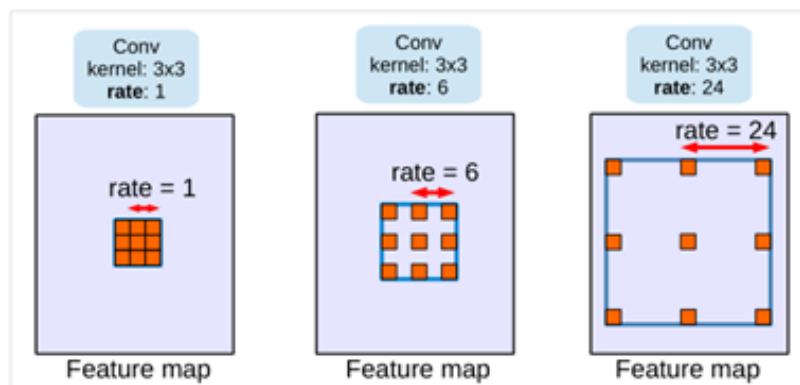 Conv
kernel: 3x3
rate: 1
rate = 1
Feature map
Conv
kernel: 3x3
rate: 6
rate = 6
Feature map
Conv
kernel: 3x3
rate: 24
rate = 24
Feature map